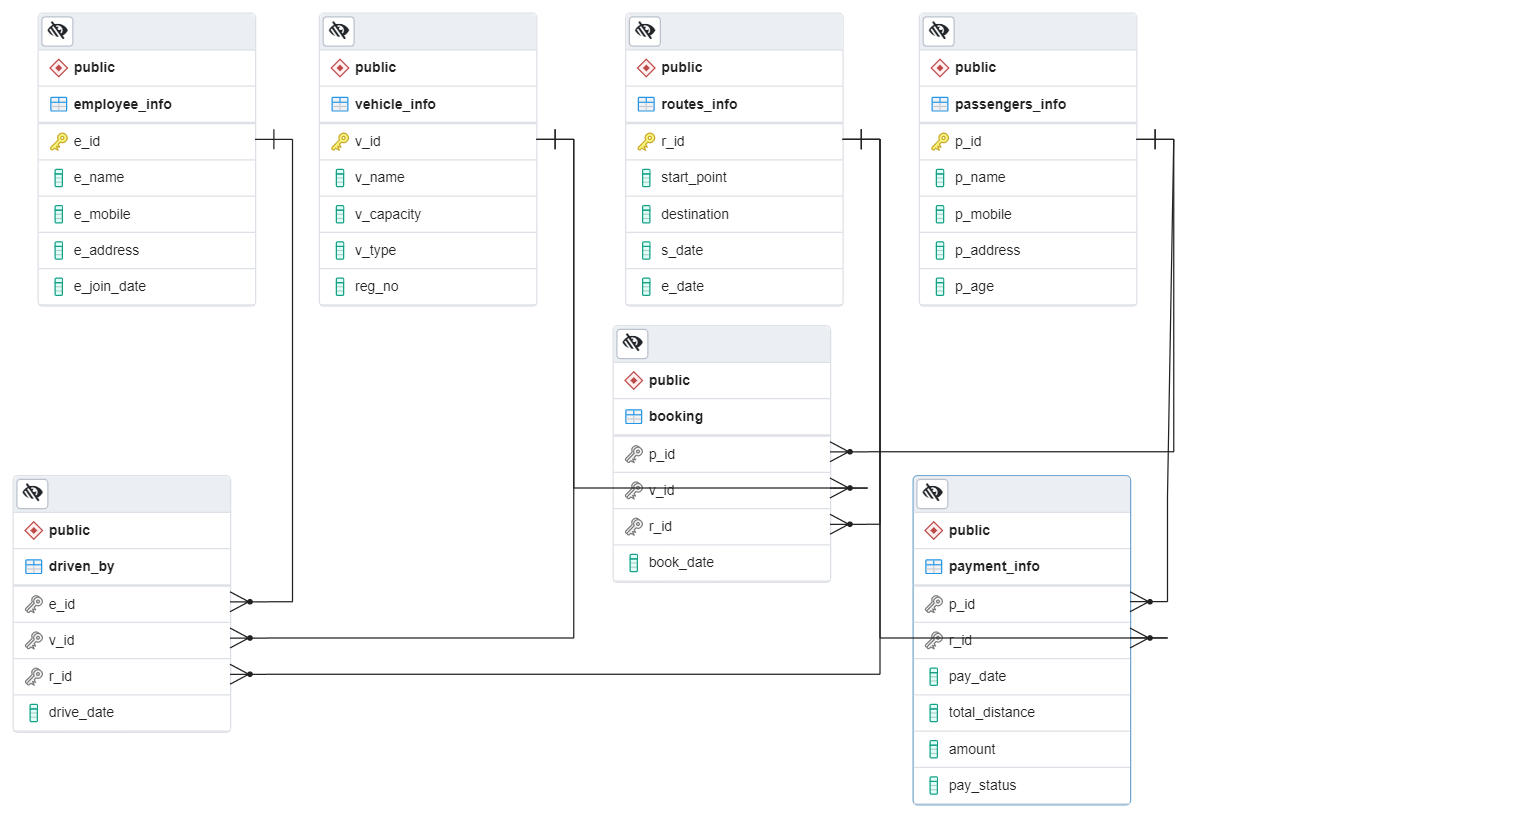 public
employee_info
e_id
e_name
e_mobile
e_address
e_join_date
public
vehicle_info
v_id
v_name
v_capacity
v_type
reg_no
public
routes_info
r_id
start_point
destination
s_date
e_date
public
passengers_info
p_id
p_name
p_mobile
p_address
p_age
public
booking
p_id
v_id
r_id
book_date
public
driven_by
e_id
v_id
r_id
drive_date
public
payment_info
p_id
r_id
pay_date
total_distance
amount
pay_status